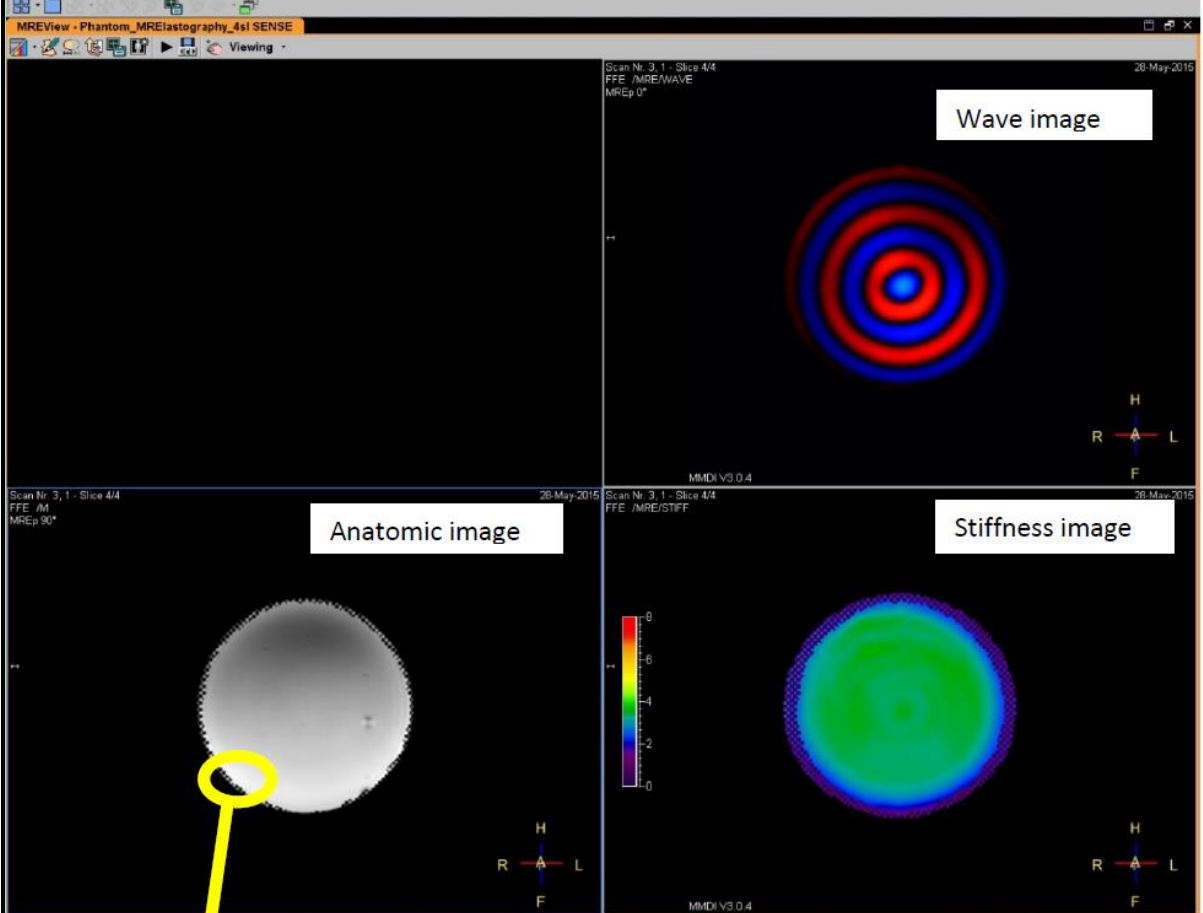 MREView - Phantom_MRElastography_4sl SENSE
Viewing
Scan Nr. 3, 1 - Slice 4/4
28-May-2015
FFE /MRE/WAVE
MREp 0°
Wave image
H
R A L
F
MMDI V3.0.4
Scan Nr. 3, 1 - Slice 4/4
28-May-2015
FFE /M
MREp 90°
Anatomic image
H
R A L
F
Scan Nr. 3, 1 - Slice 4/4
28-May-2015
FFE /MRE/STIFF
Stiffness image
8
6
4
2
0
H
R A L
F
MMDI V3.0.4